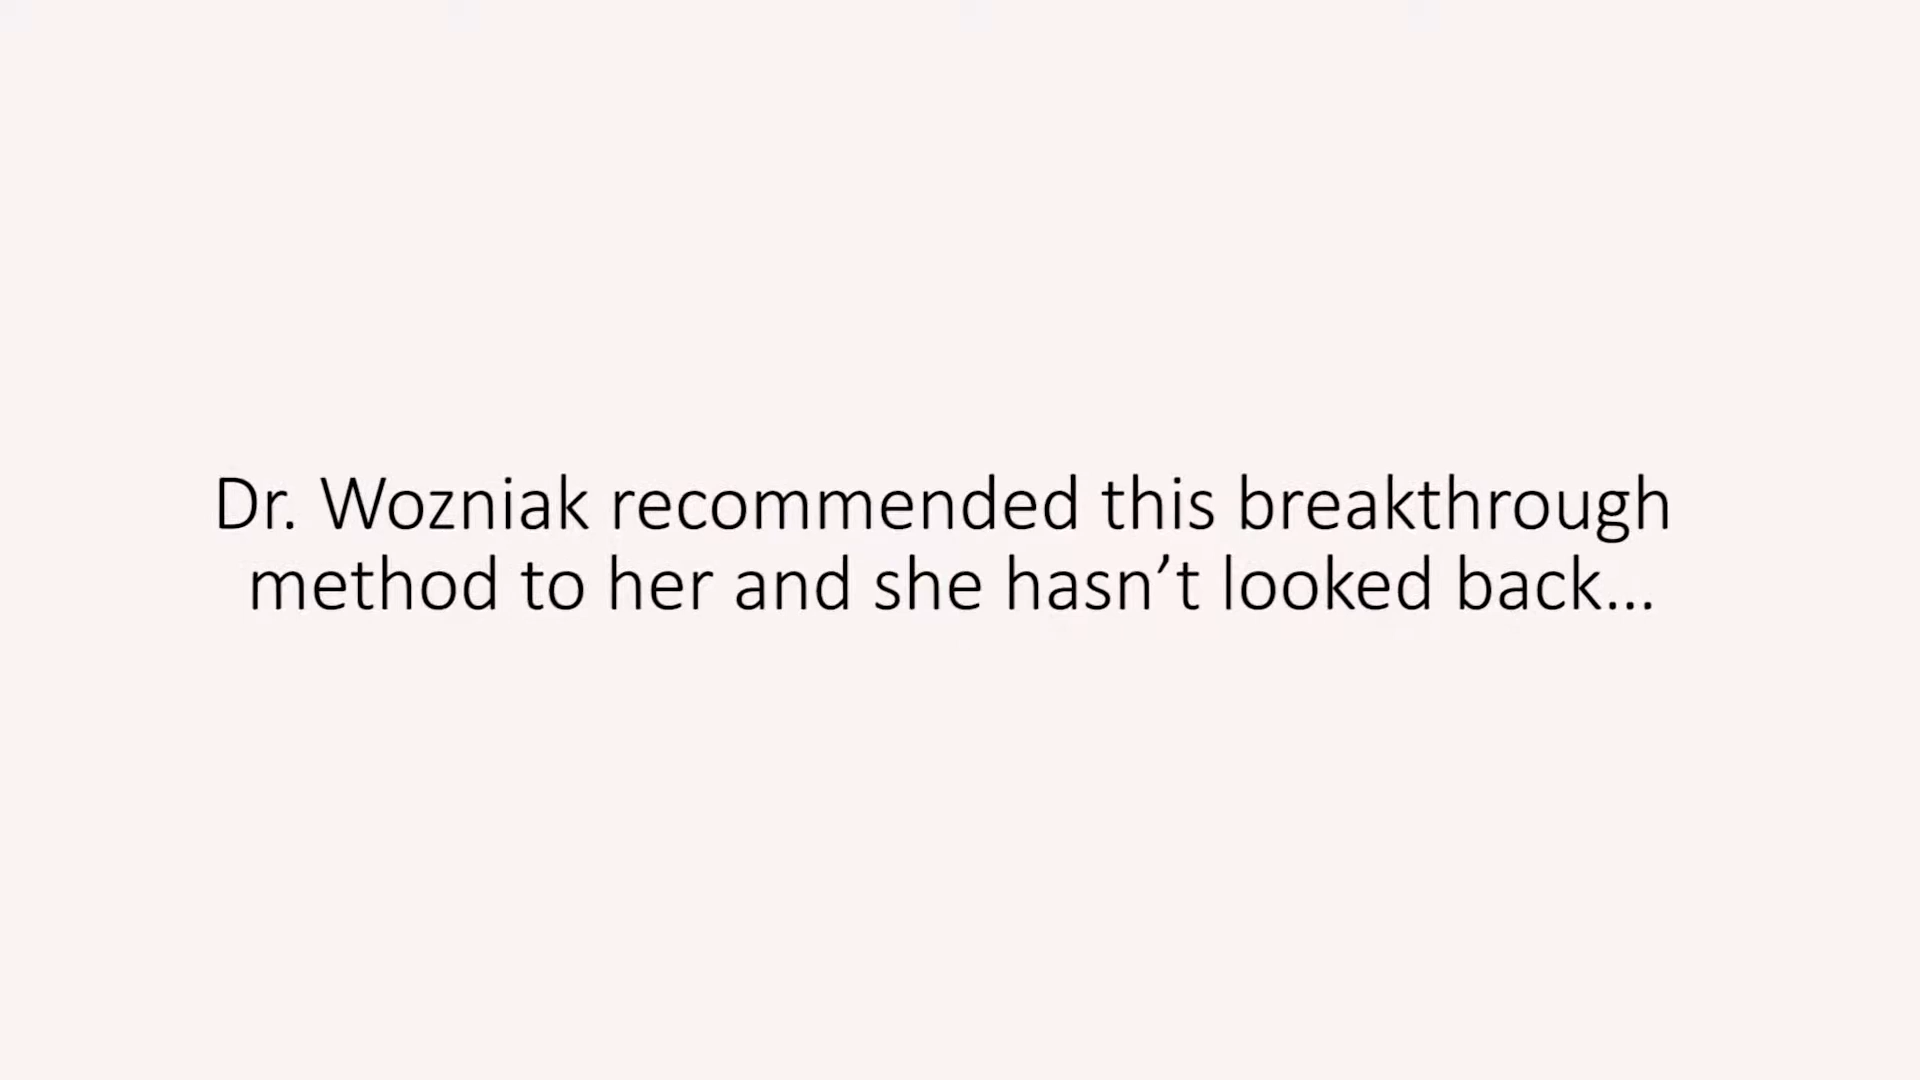 Dr. Wozniak recommended this breakthrough
method to her and she hasn’t looked back...